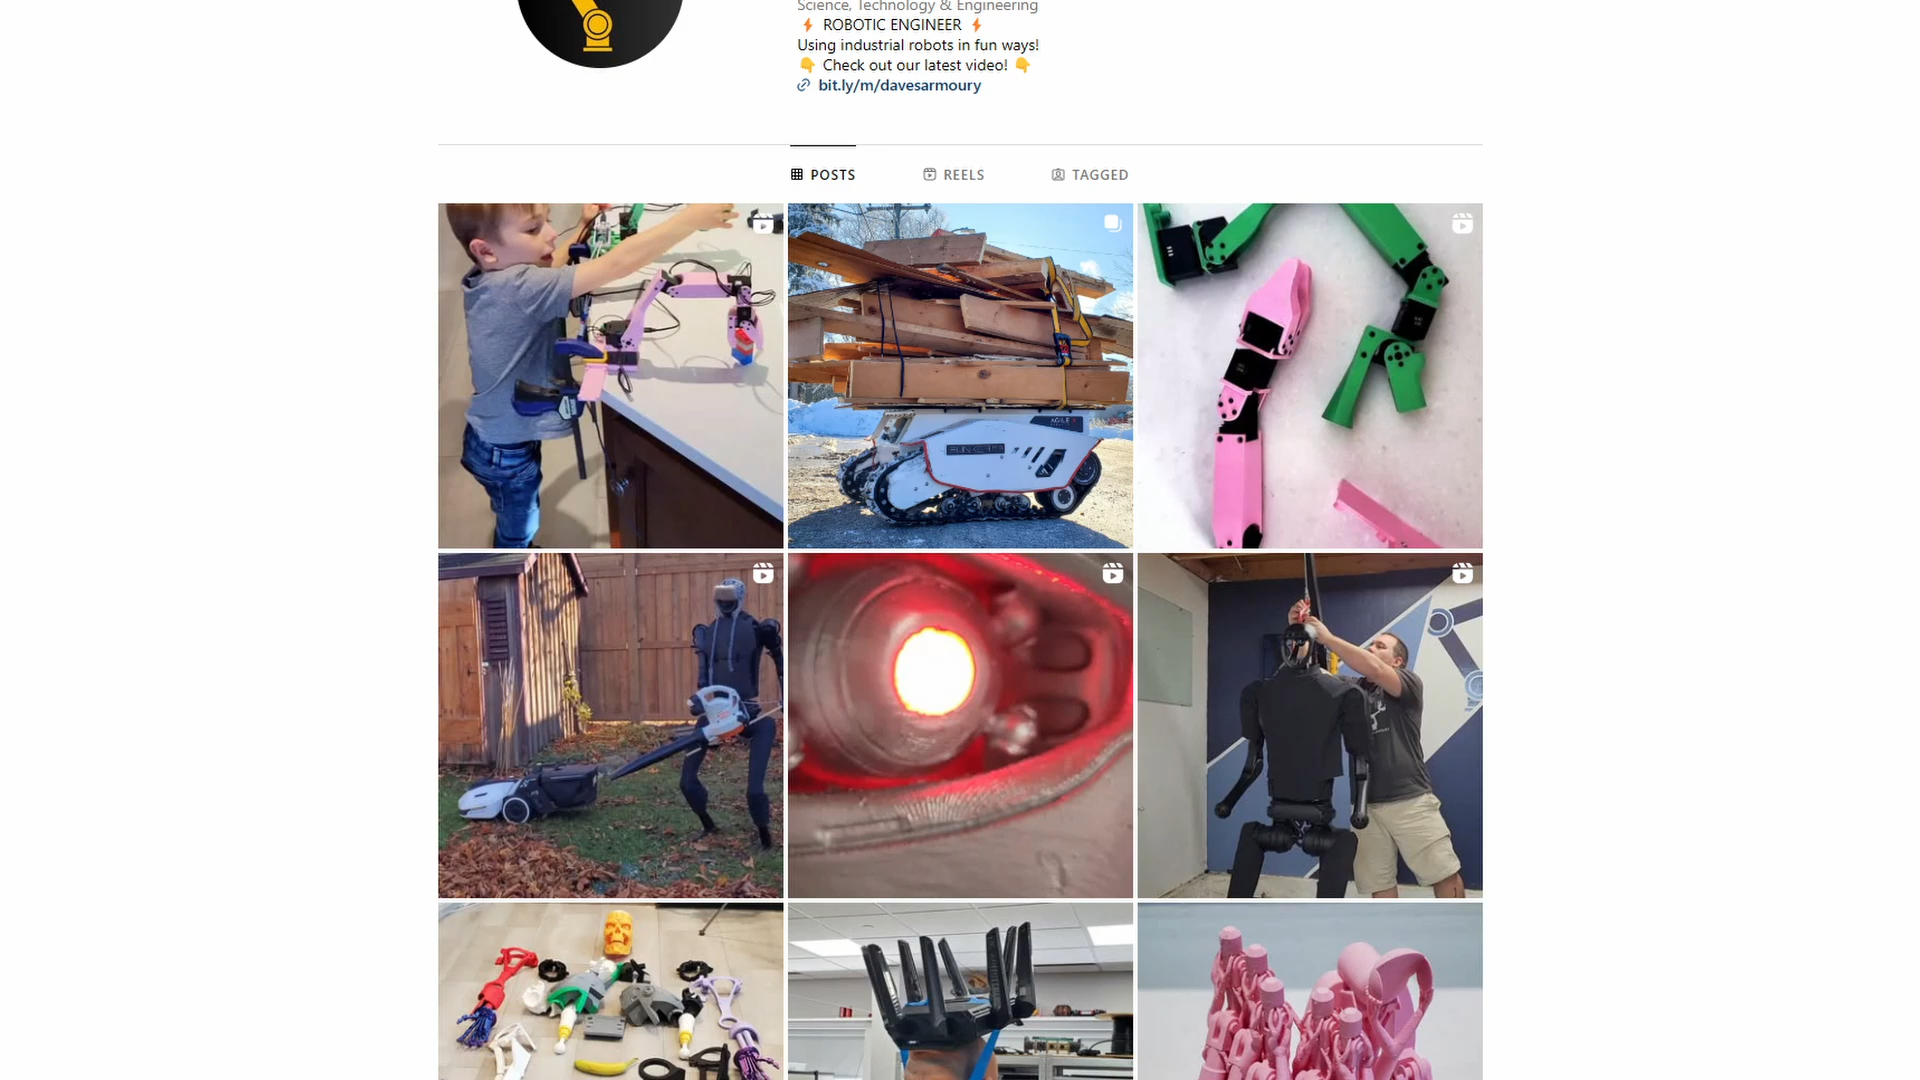 Science, Technology & Engineering
⚡ ROBOTIC ENGINEER ⚡
Using industrial robots in fun ways!
👇 Check out our latest video! 👇
bit.ly/m/davesarmoury
POSTS
REELS
TAGGED
AGILE